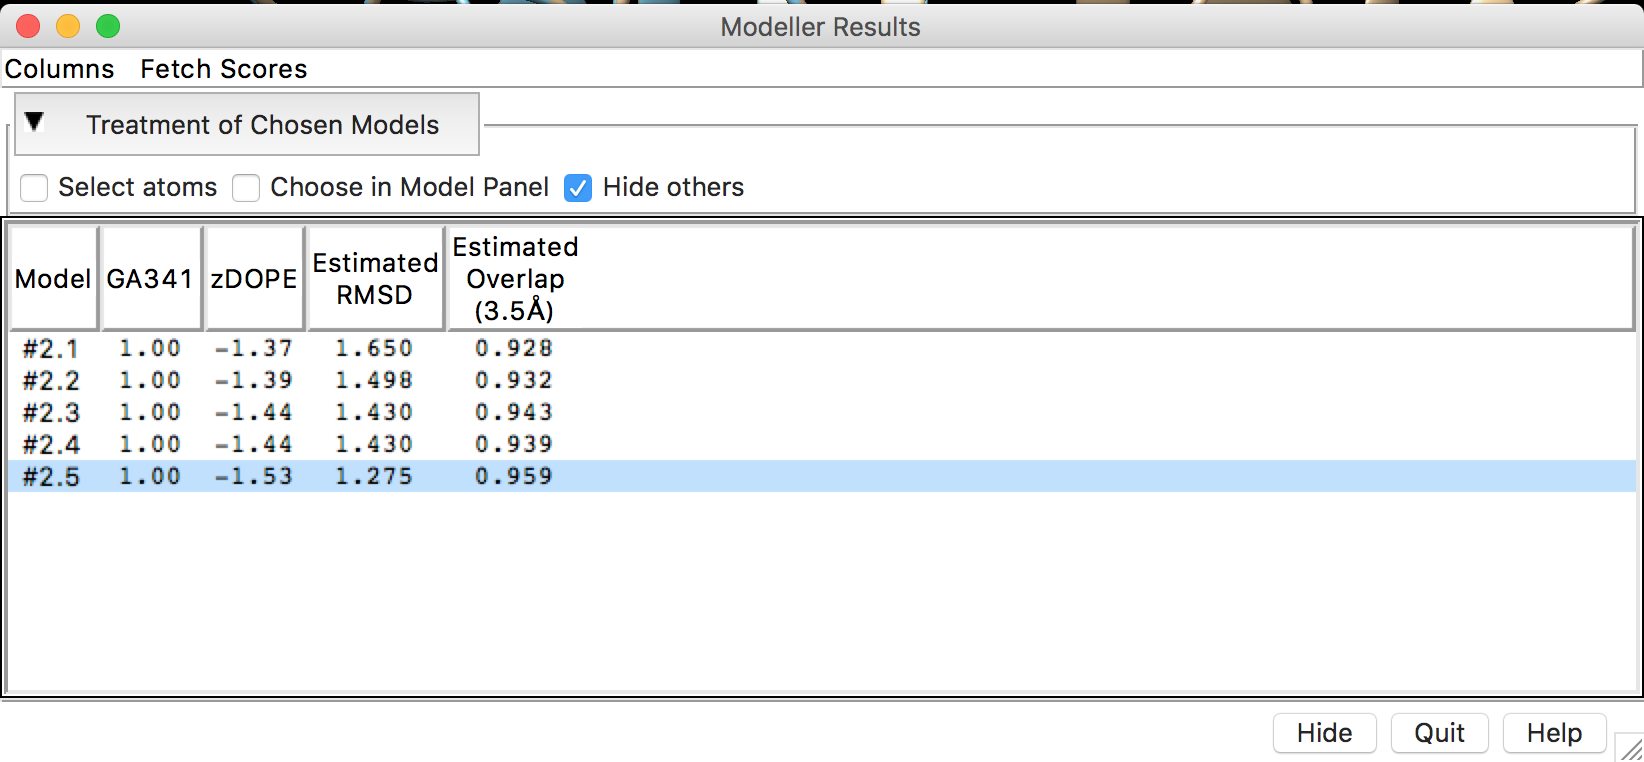 Modeller Results
Columns Fetch Scores
Treatment of Chosen Models
Select atoms Choose in Model Panel Hide others
Model GA341 zDOPE Estimated RMSD Estimated Overlap (3.5Å)
#2.1 1.00 -1.37 1.650 0.928
#2.2 1.00 -1.39 1.498 0.932
#2.3 1.00 -1.44 1.430 0.943
#2.4 1.00 -1.44 1.430 0.939
#2.5 1.00 -1.53 1.275 0.959
Hide Quit Help